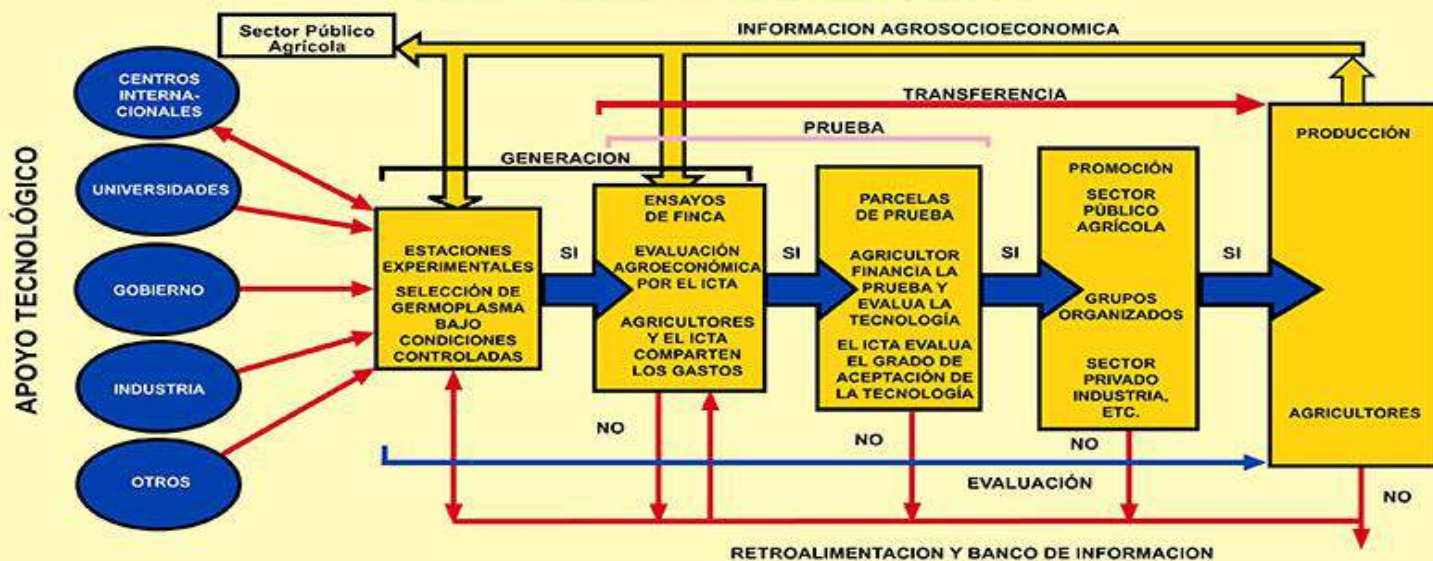 Sector Público
Agrícola
INFORMACION AGROSOCIOECONOMICA
APOYO TECNOLÓGICO
CENTROS
INTERNA-
CIONALES
UNIVERSIDADES
GOBIERNO
INDUSTRIA
OTROS
TRANSFERENCIA
PRUEBA
GENERACION
ESTACIONES
EXPERIMENTALES
SELECCIÓN DE
GERMOPLASMA
BAJO
CONDICIONES
CONTROLADAS
SI
ENSAYOS
DE FINCA
EVALUACIÓN
AGROECONÓMICA
POR EL ICTA
AGRICULTORES
Y EL ICTA
COMPARTEN
LOS GASTOS
SI
PARCELAS
DE PRUEBA
AGRICULTOR
FINANCIA LA
PRUEBA Y
EVALUA LA
TECNOLOGÍA
EL ICTA EVALUA
EL GRADO DE
ACEPTACIÓN DE
LA TECNOLOGÍA
SI
PROMOCIÓN
SECTOR
PÚBLICO
AGRÍCOLA
GRUPOS
ORGANIZADOS
SECTOR
PRIVADO
INDUSTRIA,
ETC.
SI
PRODUCCIÓN
AGRICULTORES
NO
NO
NO
NO
EVALUACIÓN
RETROALIMENTACION Y BANCO DE INFORMACION